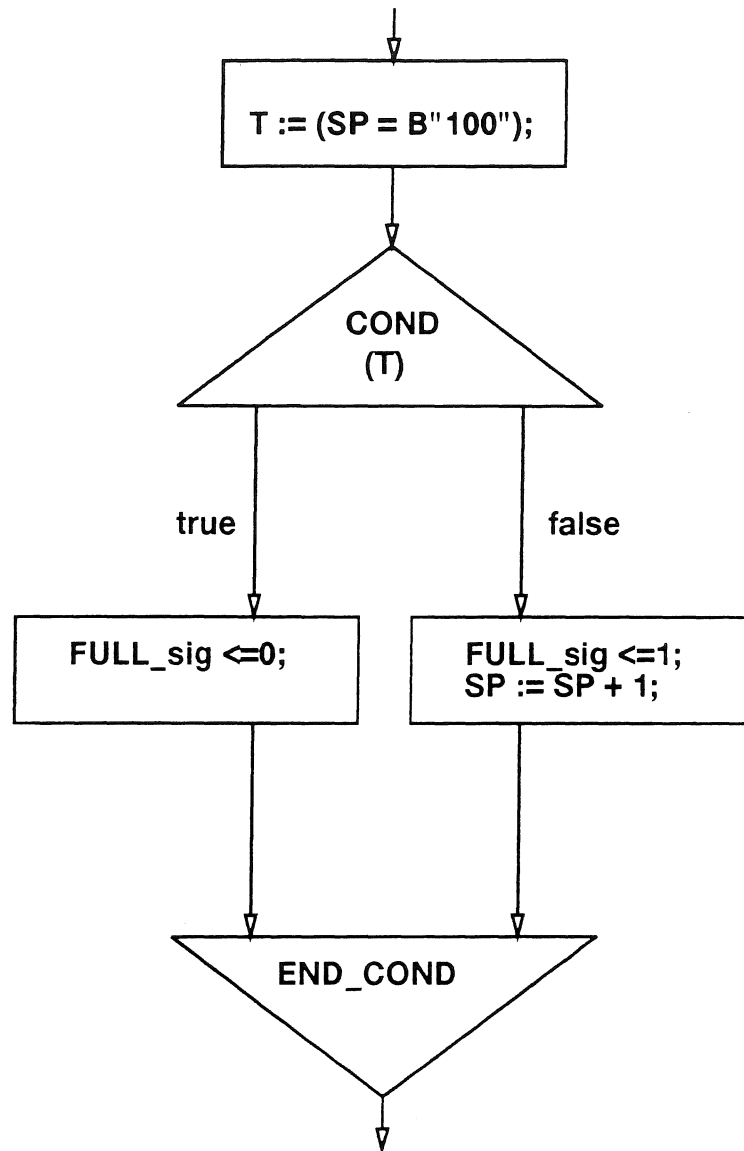 T := (SP = B"100");
COND
(T)
true
false
FULL_sig <=0;
FULL_sig <=1;
SP := SP + 1;
END_COND